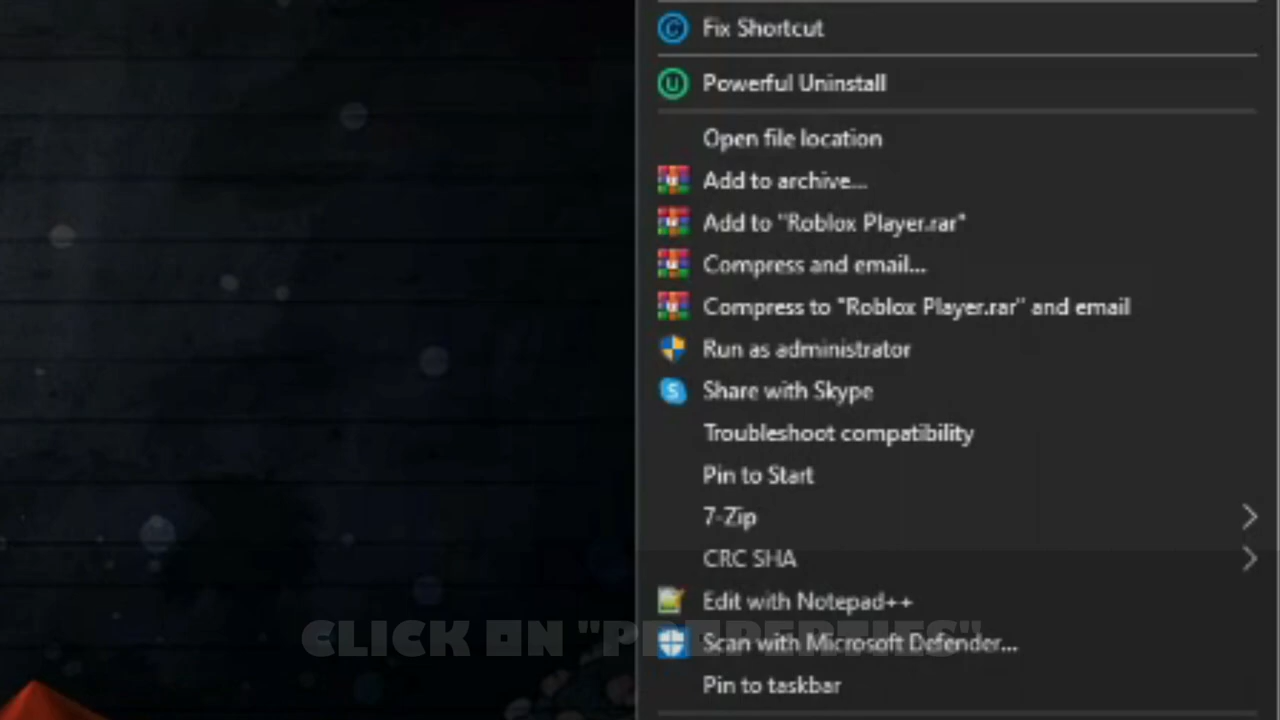 Fix Shortcut
Powerful Uninstall
Open file location
Add to archive...
Add to "Roblox Player.rar"
Compress and email...
Compress to "Roblox Player.rar" and email
Run as administrator
Share with Skype
Troubleshoot compatibility
Pin to Start
7-Zip
CRC SHA
Edit with Notepad++
CLICK ON "PROPERTIES"
Scan with Microsoft Defender...
Pin to taskbar